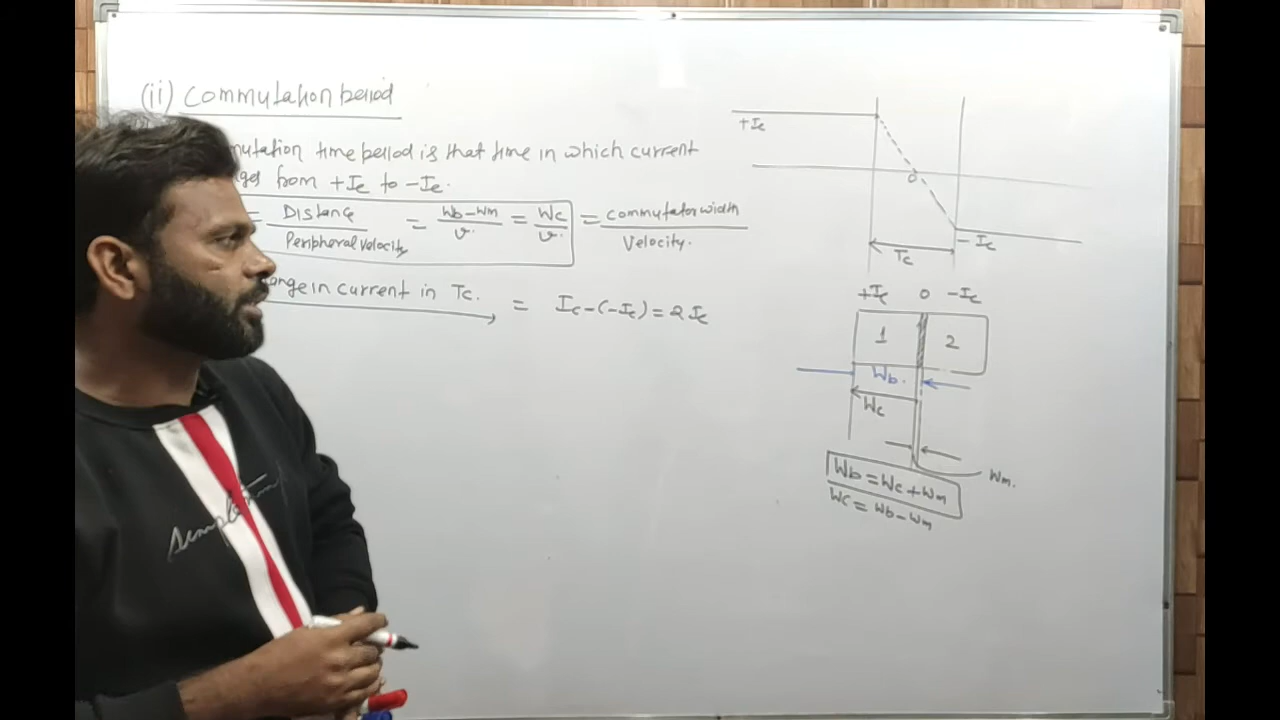 (ii) Commutation period
mutation time period is that time in which current
ges from +Ic to -Ic.
= Distance / Peripheral velocity = Wb-Wm / v. = Wc / v. = commutator width / Velocity.
ange in current in Tc. = Ic-(-Ic) = 2Ic
+Ic
0
-Ic
Tc
+Ic 0 -Ic
1 2
Wb.
Wc
Wm.
Wb = Wc + Wm
Wc = Wb - Wm